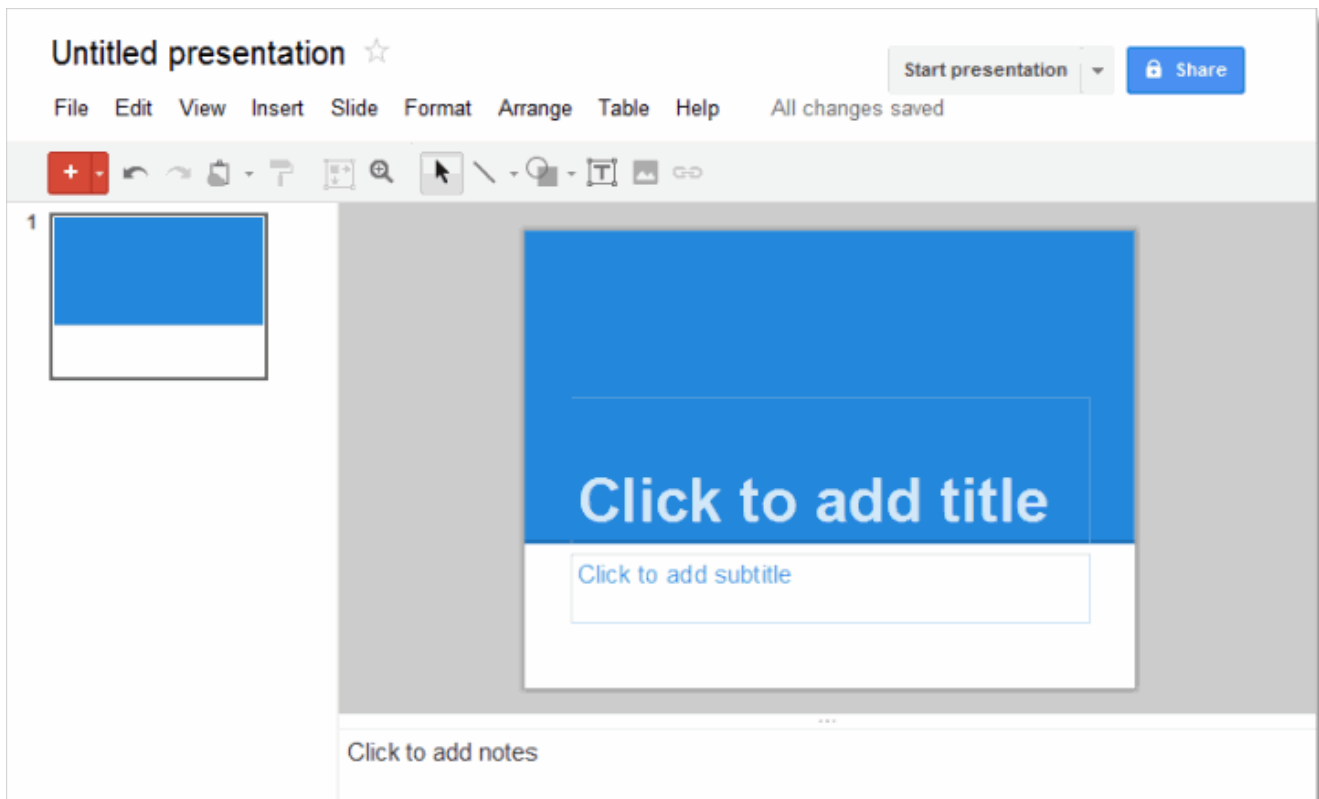 Untitled presentation
Start presentation
Share
File Edit View Insert Slide Format Arrange Table Help All changes saved
1
Click to add title
Click to add subtitle
Click to add notes